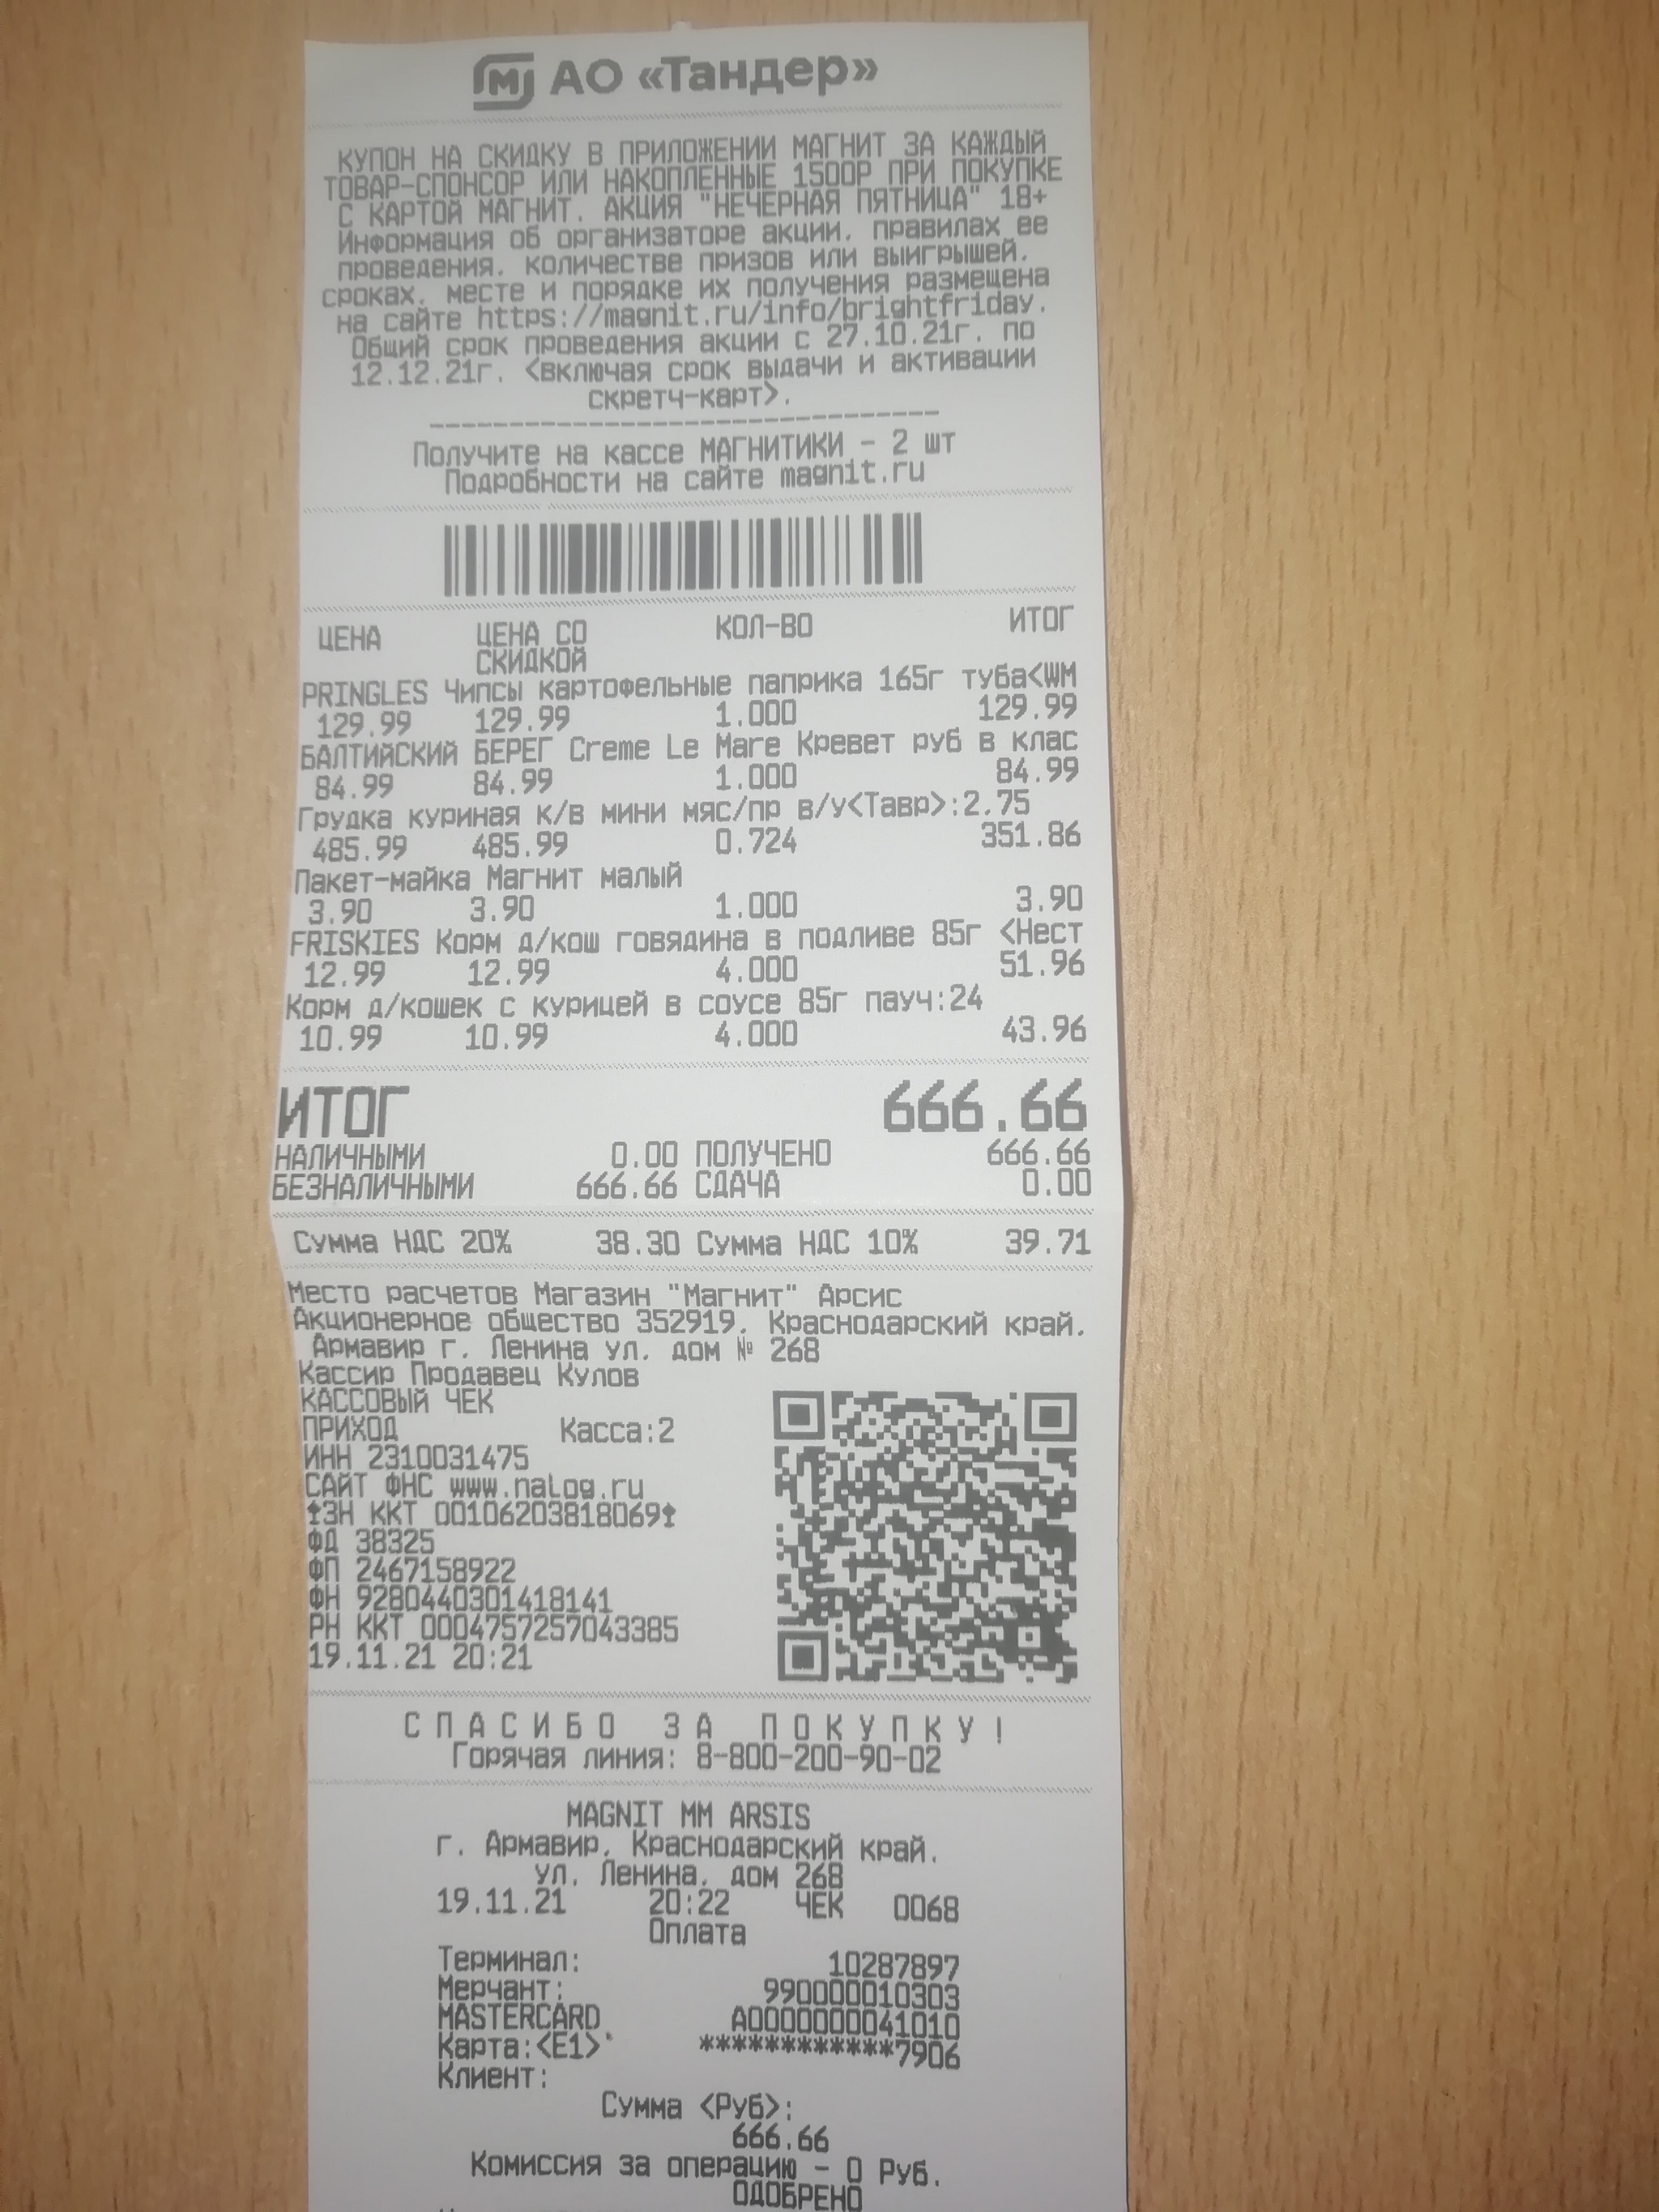 АО «Тандер»
КУПОН НА СКИДКУ В ПРИЛОЖЕНИИ МАГНИТ ЗА КАЖДЫЙ
ТОВАР-СПОНСОР ИЛИ НАКОПЛЕННЫЕ 1500Р ПРИ ПОКУПКЕ
С КАРТОЙ МАГНИТ. АКЦИЯ "НЕЧЕРНАЯ ПЯТНИЦА" 18+
Информация об организаторе акции, правилах ее
проведения, количестве призов или выигрышей,
сроках, месте и порядке их получения размещена
на сайте https://magnit.ru/info/brightfriday.
Общий срок проведения акции с 27.10.21г. по
12.12.21г. <включая срок выдачи и активации
скретч-карт>.
Получите на кассе МАГНИТИКИ - 2 шт
Подробности на сайте magnit.ru
ЦЕНА ЦЕНА СО КОЛ-ВО ИТОГ
СКИДКОЙ
PRINGLES Чипсы картофельные паприка 165г туба<WM
129.99 129.99 1.000 129.99
БАЛТИЙСКИЙ БЕРЕГ Creme Le Mare Кревет руб в клас
84.99 84.99 1.000 84.99
Грудка куриная к/в мини мяс/пр в/у<Тавр>:2.75
485.99 485.99 0.724 351.86
Пакет-майка Магнит малый
3.90 3.90 1.000 3.90
FRISKIES Корм д/кош говядина в подливе 85г <Нест
12.99 12.99 4.000 51.96
Корм д/кошек с курицей в соусе 85г пауч:24
10.99 10.99 4.000 43.96
ИТОГ 666.66
НАЛИЧНЫМИ 0.00 ПОЛУЧЕНО 666.66
БЕЗНАЛИЧНЫМИ 666.66 СДАЧА 0.00
Сумма НДС 20% 38.30 Сумма НДС 10% 39.71
Место расчетов Магазин "Магнит" Арсис
Акционерное общество 352919, Краснодарский край,
Армавир г, Ленина ул, дом № 268
Кассир Продавец Кулов
КАССОВЫЙ ЧЕК
ПРИХОД Касса:2
ИНН 2310031475
САЙТ ФНС www.nalog.ru
ЗН ККТ 00106203818069
ФД 38325
ФП 2467158922
ФН 9280440301418141
РН ККТ 0004757257043385
19.11.21 20:21
СПАСИБО ЗА ПОКУПКУ!
Горячая линия: 8-800-200-90-02
MAGNIT MM ARSIS
г. Армавир, Краснодарский край,
ул. Ленина, дом 268
19.11.21 20:22 ЧЕК 0068
Оплата
Терминал: 10287897
Мерчант: 990000010303
MASTERCARD A0000000041010
Карта:<E1> ************7906
Клиент:
Сумма <Руб>:
666.66
Комиссия за операцию - 0 Руб.
ОДОБРЕНО